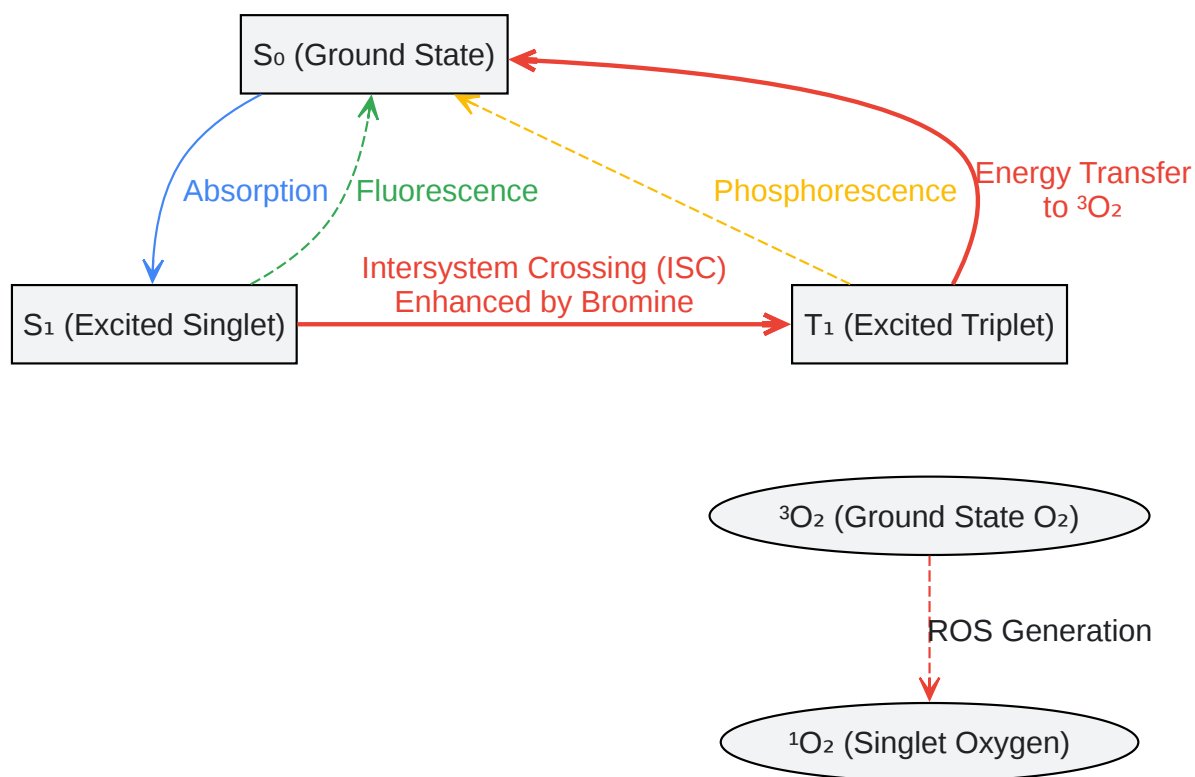 S₀ (Ground State)
Absorption
Fluorescence
Phosphorescence
Energy Transfer
to ³O₂
Intersystem Crossing (ISC)
Enhanced by Bromine
S₁ (Excited Singlet)
T₁ (Excited Triplet)
³O₂ (Ground State O₂)
ROS Generation
¹O₂ (Singlet Oxygen)